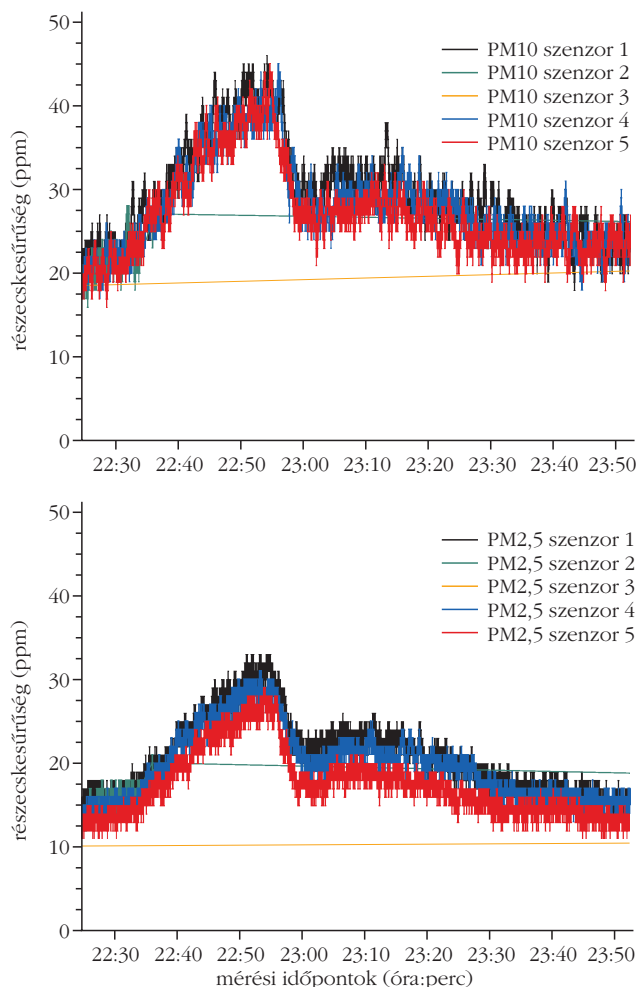 50
40
30
20
10
0
részecskesűrűség (ppm)
PM10 szenzor 1
PM10 szenzor 2
PM10 szenzor 3
PM10 szenzor 4
PM10 szenzor 5
22:30 22:40 22:50 23:00 23:10 23:20 23:30 23:40 23:50
50
40
30
20
10
0
részecskesűrűség (ppm)
PM2,5 szenzor 1
PM2,5 szenzor 2
PM2,5 szenzor 3
PM2,5 szenzor 4
PM2,5 szenzor 5
22:30 22:40 22:50 23:00 23:10 23:20 23:30 23:40 23:50
mérési időpontok (óra:perc)